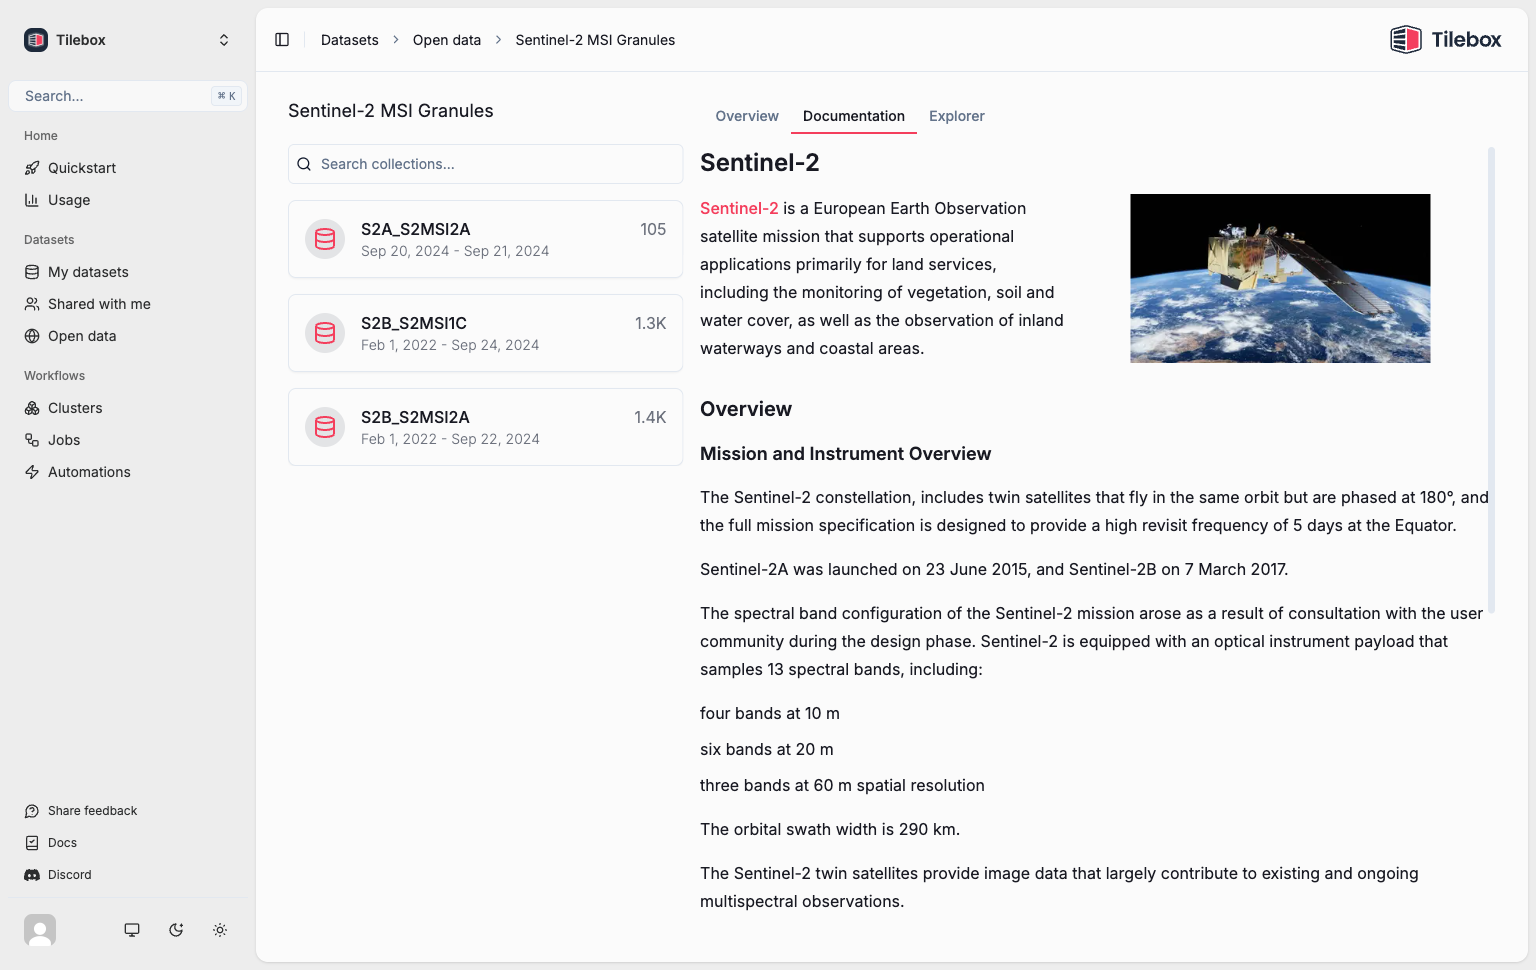 Tilebox
Search...
⌘ K
Home
Quickstart
Usage
Datasets
My datasets
Shared with me
Open data
Workflows
Clusters
Jobs
Automations
Share feedback
Docs
Discord
Datasets > Open data > Sentinel-2 MSI Granules
Tilebox
Sentinel-2 MSI Granules
Search collections...
S2A_S2MSI2A 105
Sep 20, 2024 - Sep 21, 2024
S2B_S2MSI1C 1.3K
Feb 1, 2022 - Sep 24, 2024
S2B_S2MSI2A 1.4K
Feb 1, 2022 - Sep 22, 2024
Overview Documentation Explorer
Sentinel-2
Sentinel-2 is a European Earth Observation
satellite mission that supports operational
applications primarily for land services,
including the monitoring of vegetation, soil and
water cover, as well as the observation of inland
waterways and coastal areas.
Overview
Mission and Instrument Overview
The Sentinel-2 constellation, includes twin satellites that fly in the same orbit but are phased at 180°, and
the full mission specification is designed to provide a high revisit frequency of 5 days at the Equator.
Sentinel-2A was launched on 23 June 2015, and Sentinel-2B on 7 March 2017.
The spectral band configuration of the Sentinel-2 mission arose as a result of consultation with the user
community during the design phase. Sentinel-2 is equipped with an optical instrument payload that
samples 13 spectral bands, including:
four bands at 10 m
six bands at 20 m
three bands at 60 m spatial resolution
The orbital swath width is 290 km.
The Sentinel-2 twin satellites provide image data that largely contribute to existing and ongoing
multispectral observations.